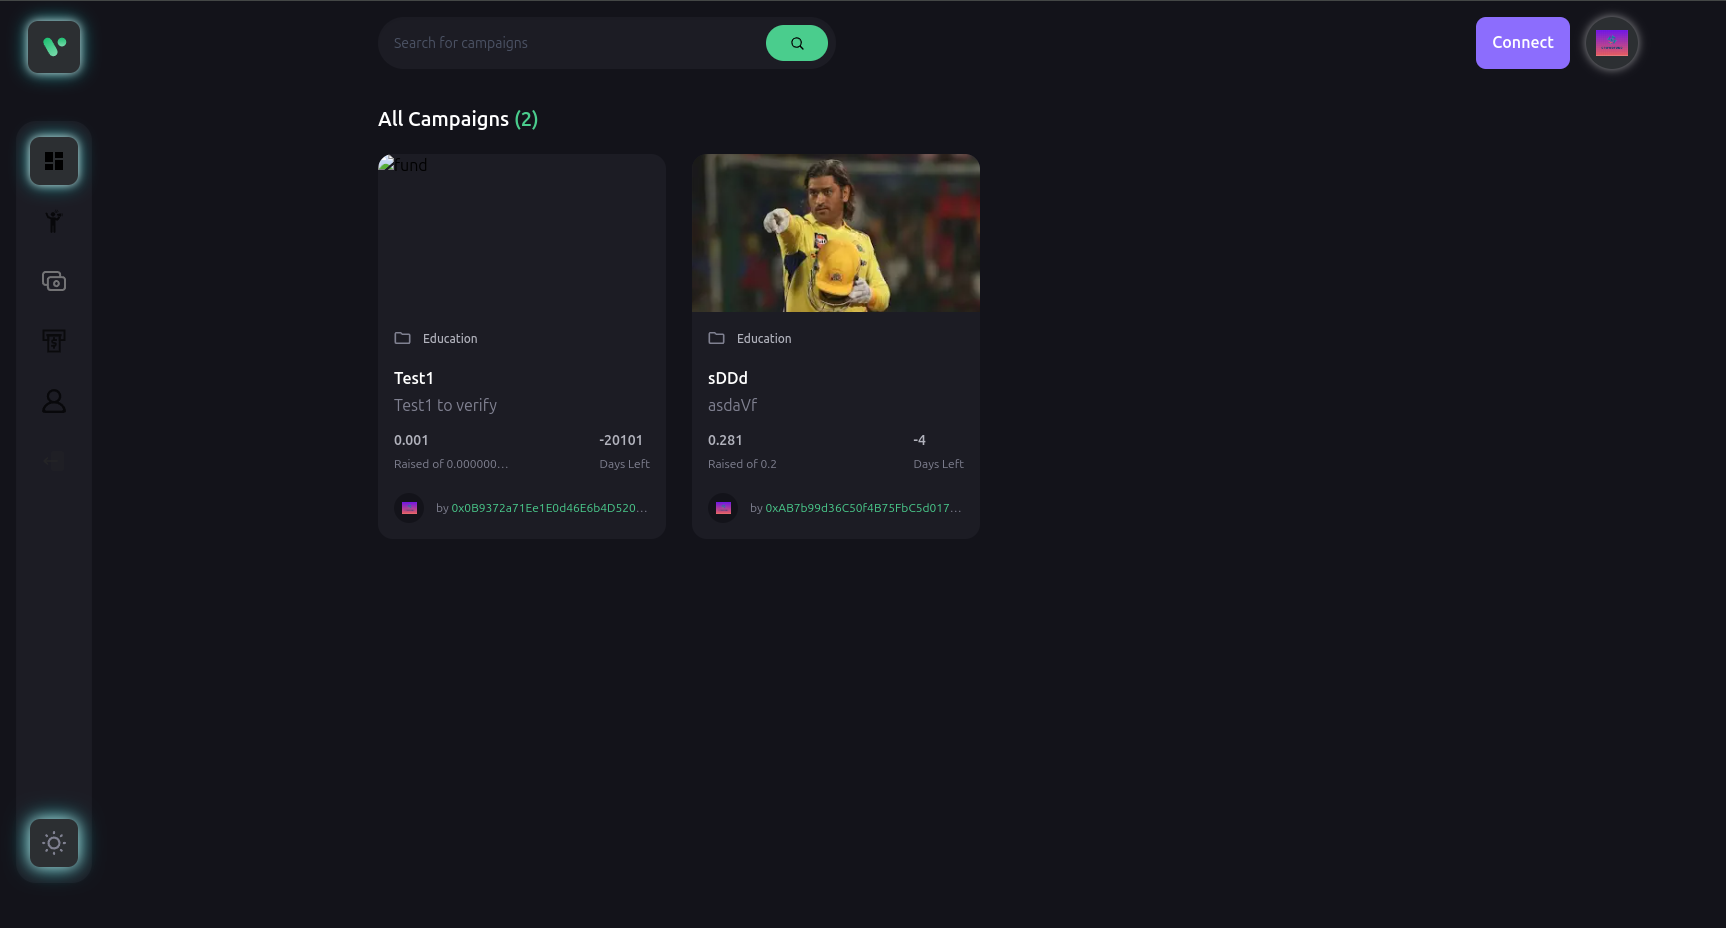 Search for campaigns
Connect
All Campaigns (2)
fund
Education
Test1
Test1 to verify
0.001 -20101
Raised of 0.000000... Days Left
by 0x0B9372a71Ee1E0d46E6b4D520...
Education
sDDd
asdaVf
0.281 -4
Raised of 0.2 Days Left
by 0xAB7b99d36C50f4B75FbC5d017...